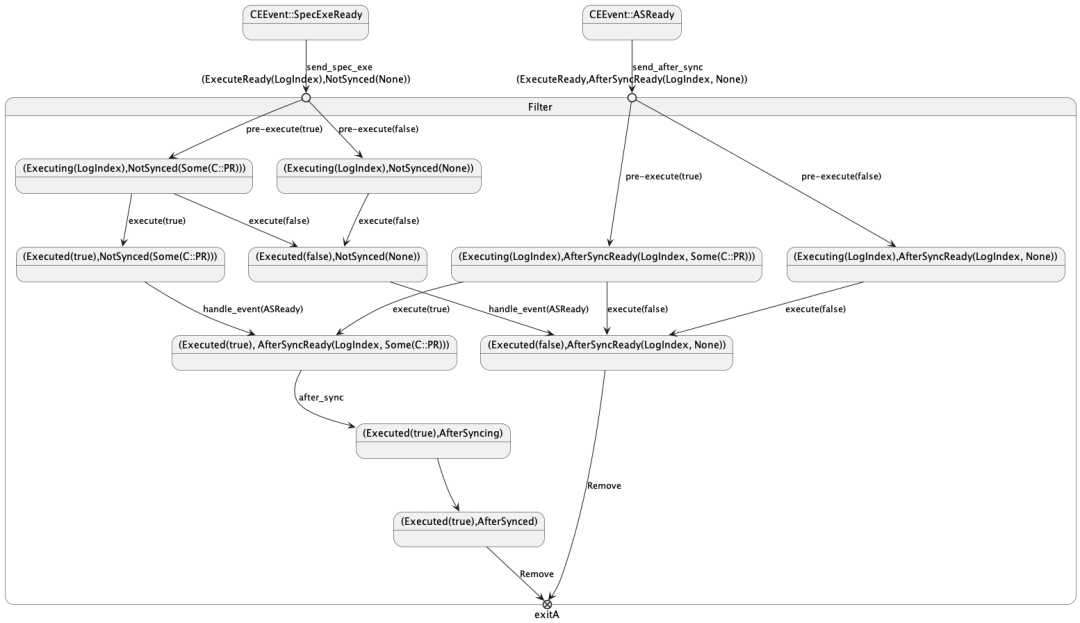 CEEvent::SpecExeReady
CEEvent::ASReady
send_spec_exe
(ExecuteReady(LogIndex),NotSynced(None))
send_after_sync
(ExecuteReady,AfterSyncReady(LogIndex, None))
Filter
pre-execute(true)
pre-execute(false)
(Executing(LogIndex),NotSynced(Some(C::PR)))
(Executing(LogIndex),NotSynced(None))
pre-execute(true)
pre-execute(false)
execute(true)
execute(false)
execute(false)
(Executed(true),NotSynced(Some(C::PR)))
(Executed(false),NotSynced(None))
(Executing(LogIndex),AfterSyncReady(LogIndex, Some(C::PR)))
(Executing(LogIndex),AfterSyncReady(LogIndex, None))
handle_event(ASReady)
execute(true)
handle_event(ASReady)
execute(false)
execute(false)
(Executed(true), AfterSyncReady(LogIndex, Some(C::PR)))
(Executed(false),AfterSyncReady(LogIndex, None))
after_sync
(Executed(true),AfterSyncing)
Remove
(Executed(true),AfterSynced)
Remove
exitA